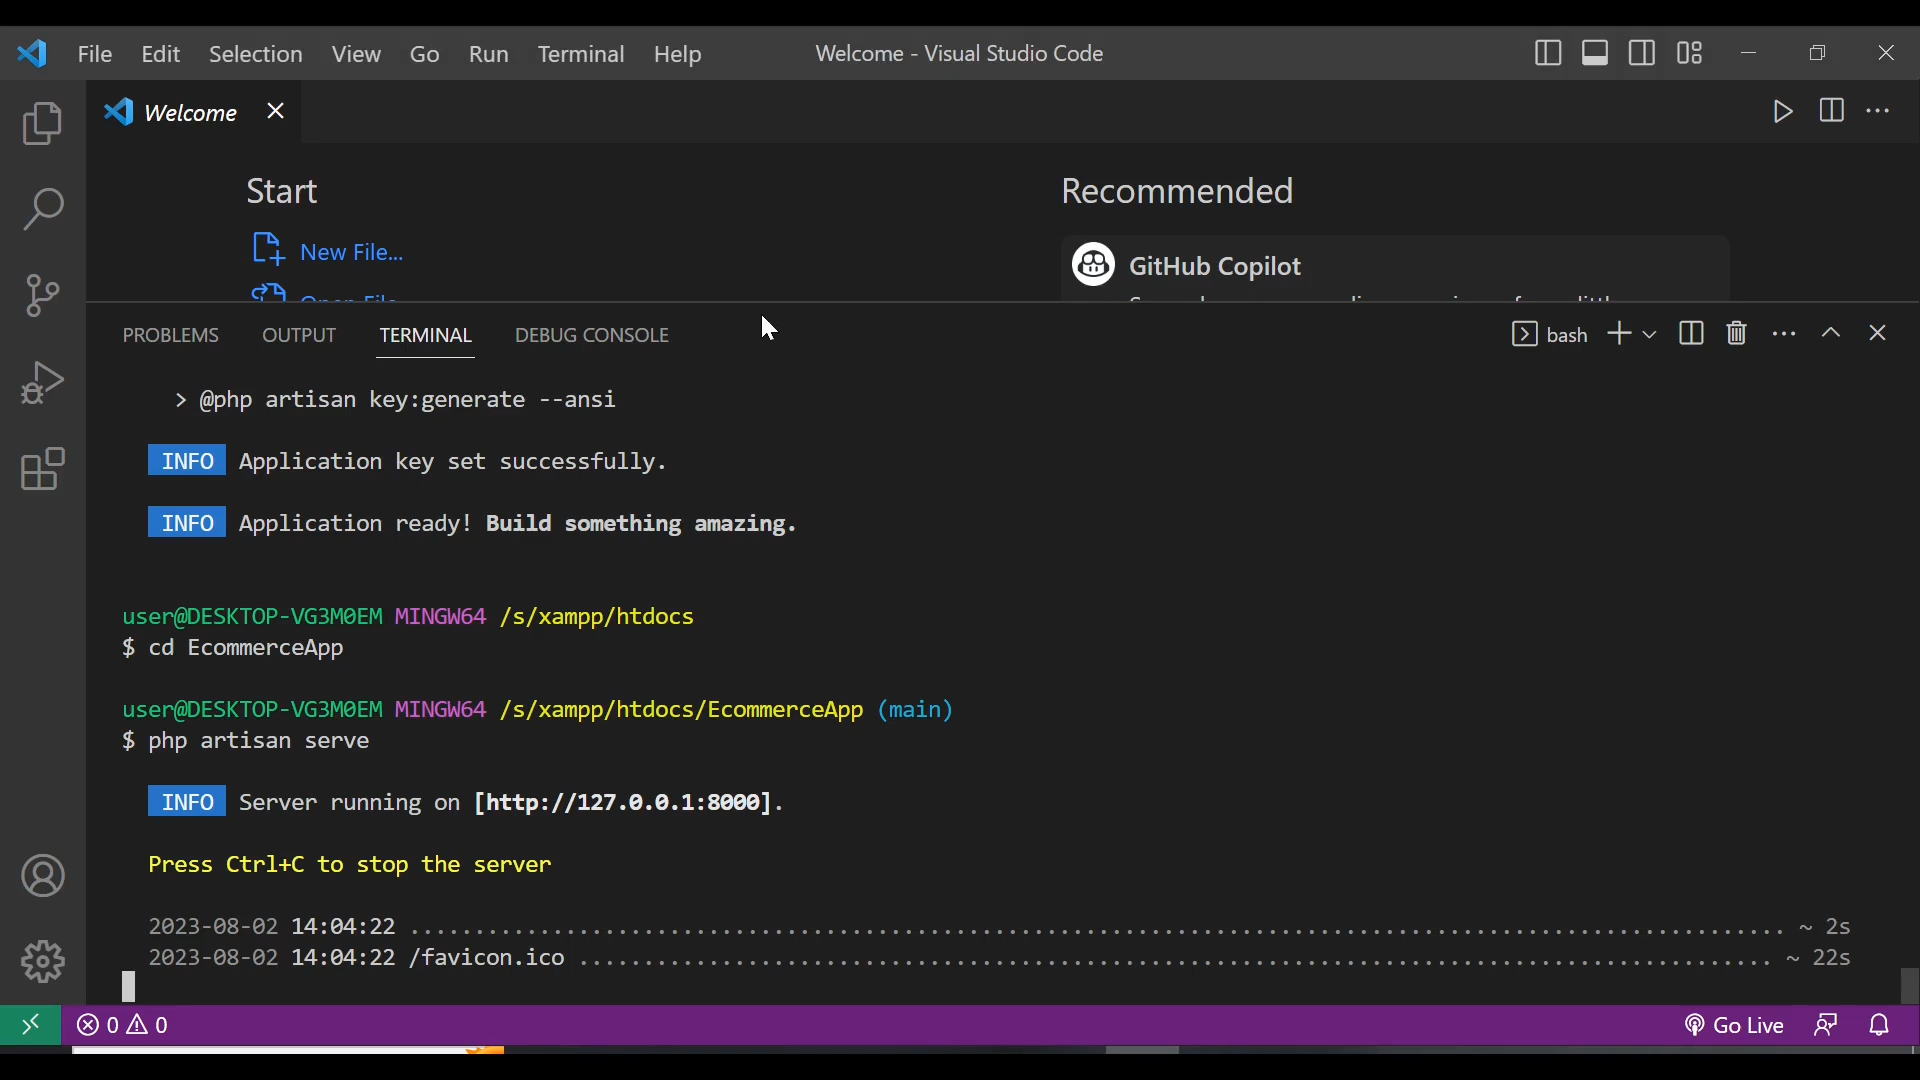 File Edit Selection View Go Run Terminal Help Welcome - Visual Studio Code
Welcome
Start Recommended
New File...
GitHub Copilot
Open File
PROBLEMS OUTPUT TERMINAL DEBUG CONSOLE bash
> @php artisan key:generate --ansi
INFO Application key set successfully.
INFO Application ready! Build something amazing.
user@DESKTOP-VG3M0EM MINGW64 /s/xampp/htdocs
$ cd EcommerceApp
user@DESKTOP-VG3M0EM MINGW64 /s/xampp/htdocs/EcommerceApp (main)
$ php artisan serve
INFO Server running on [http://127.0.0.1:8000].
Press Ctrl+C to stop the server
2023-08-02 14:04:22 .......................................................................................................... ~ 2s
2023-08-02 14:04:22 /favicon.ico ............................................................................................ ~ 22s
0 0 Go Live